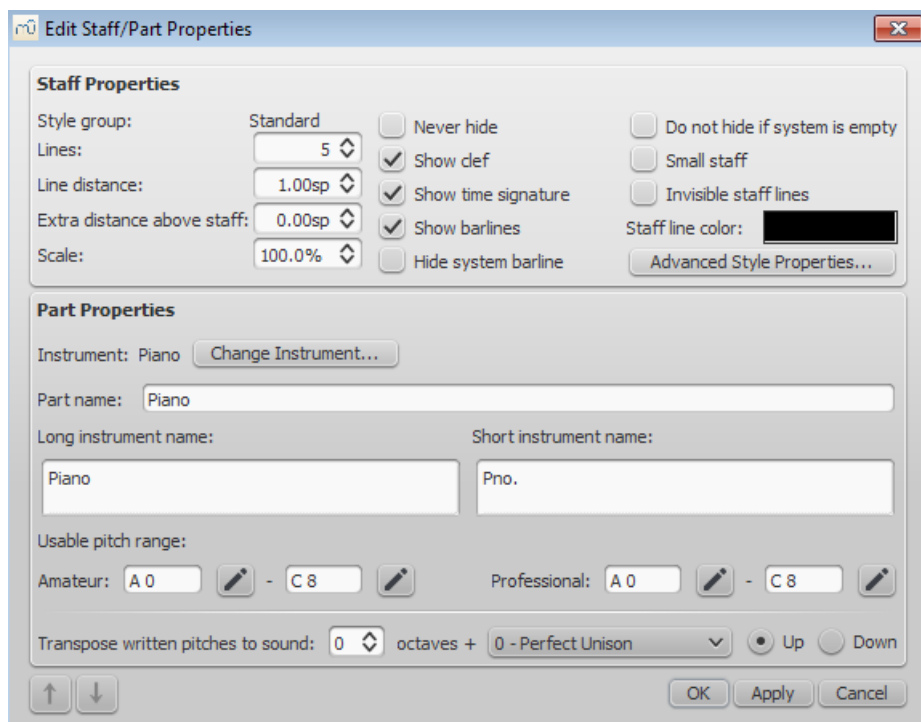 Edit Staff/Part Properties
Staff Properties
Style group: Standard
Lines: 5
Line distance: 1.00sp
Extra distance above staff: 0.00sp
Scale: 100.0%
Never hide
Show clef
Show time signature
Show barlines
Hide system barline
Do not hide if system is empty
Small staff
Invisible staff lines
Staff line color:
Advanced Style Properties...
Part Properties
Instrument: Piano Change Instrument...
Part name: Piano
Long instrument name:
Piano
Short instrument name:
Pno.
Usable pitch range:
Amateur: A 0 - C 8 Professional: A 0 - C 8
Transpose written pitches to sound: 0 octaves + 0 - Perfect Unison Up Down
OK Apply Cancel